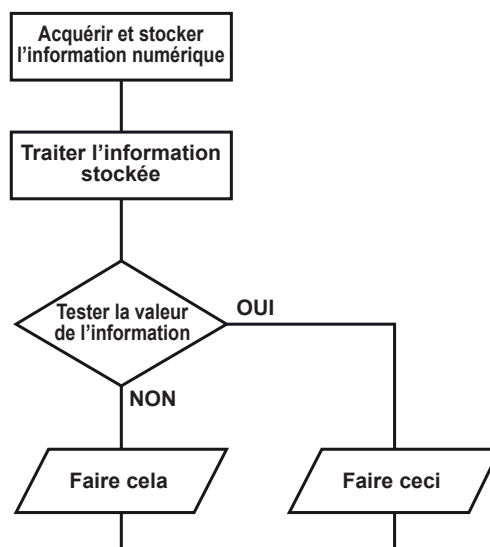 Acquérir et stocker
l’information numérique
Traiter l’information
stockée
Tester la valeur
de l’information
OUI
NON
Faire cela
Faire ceci